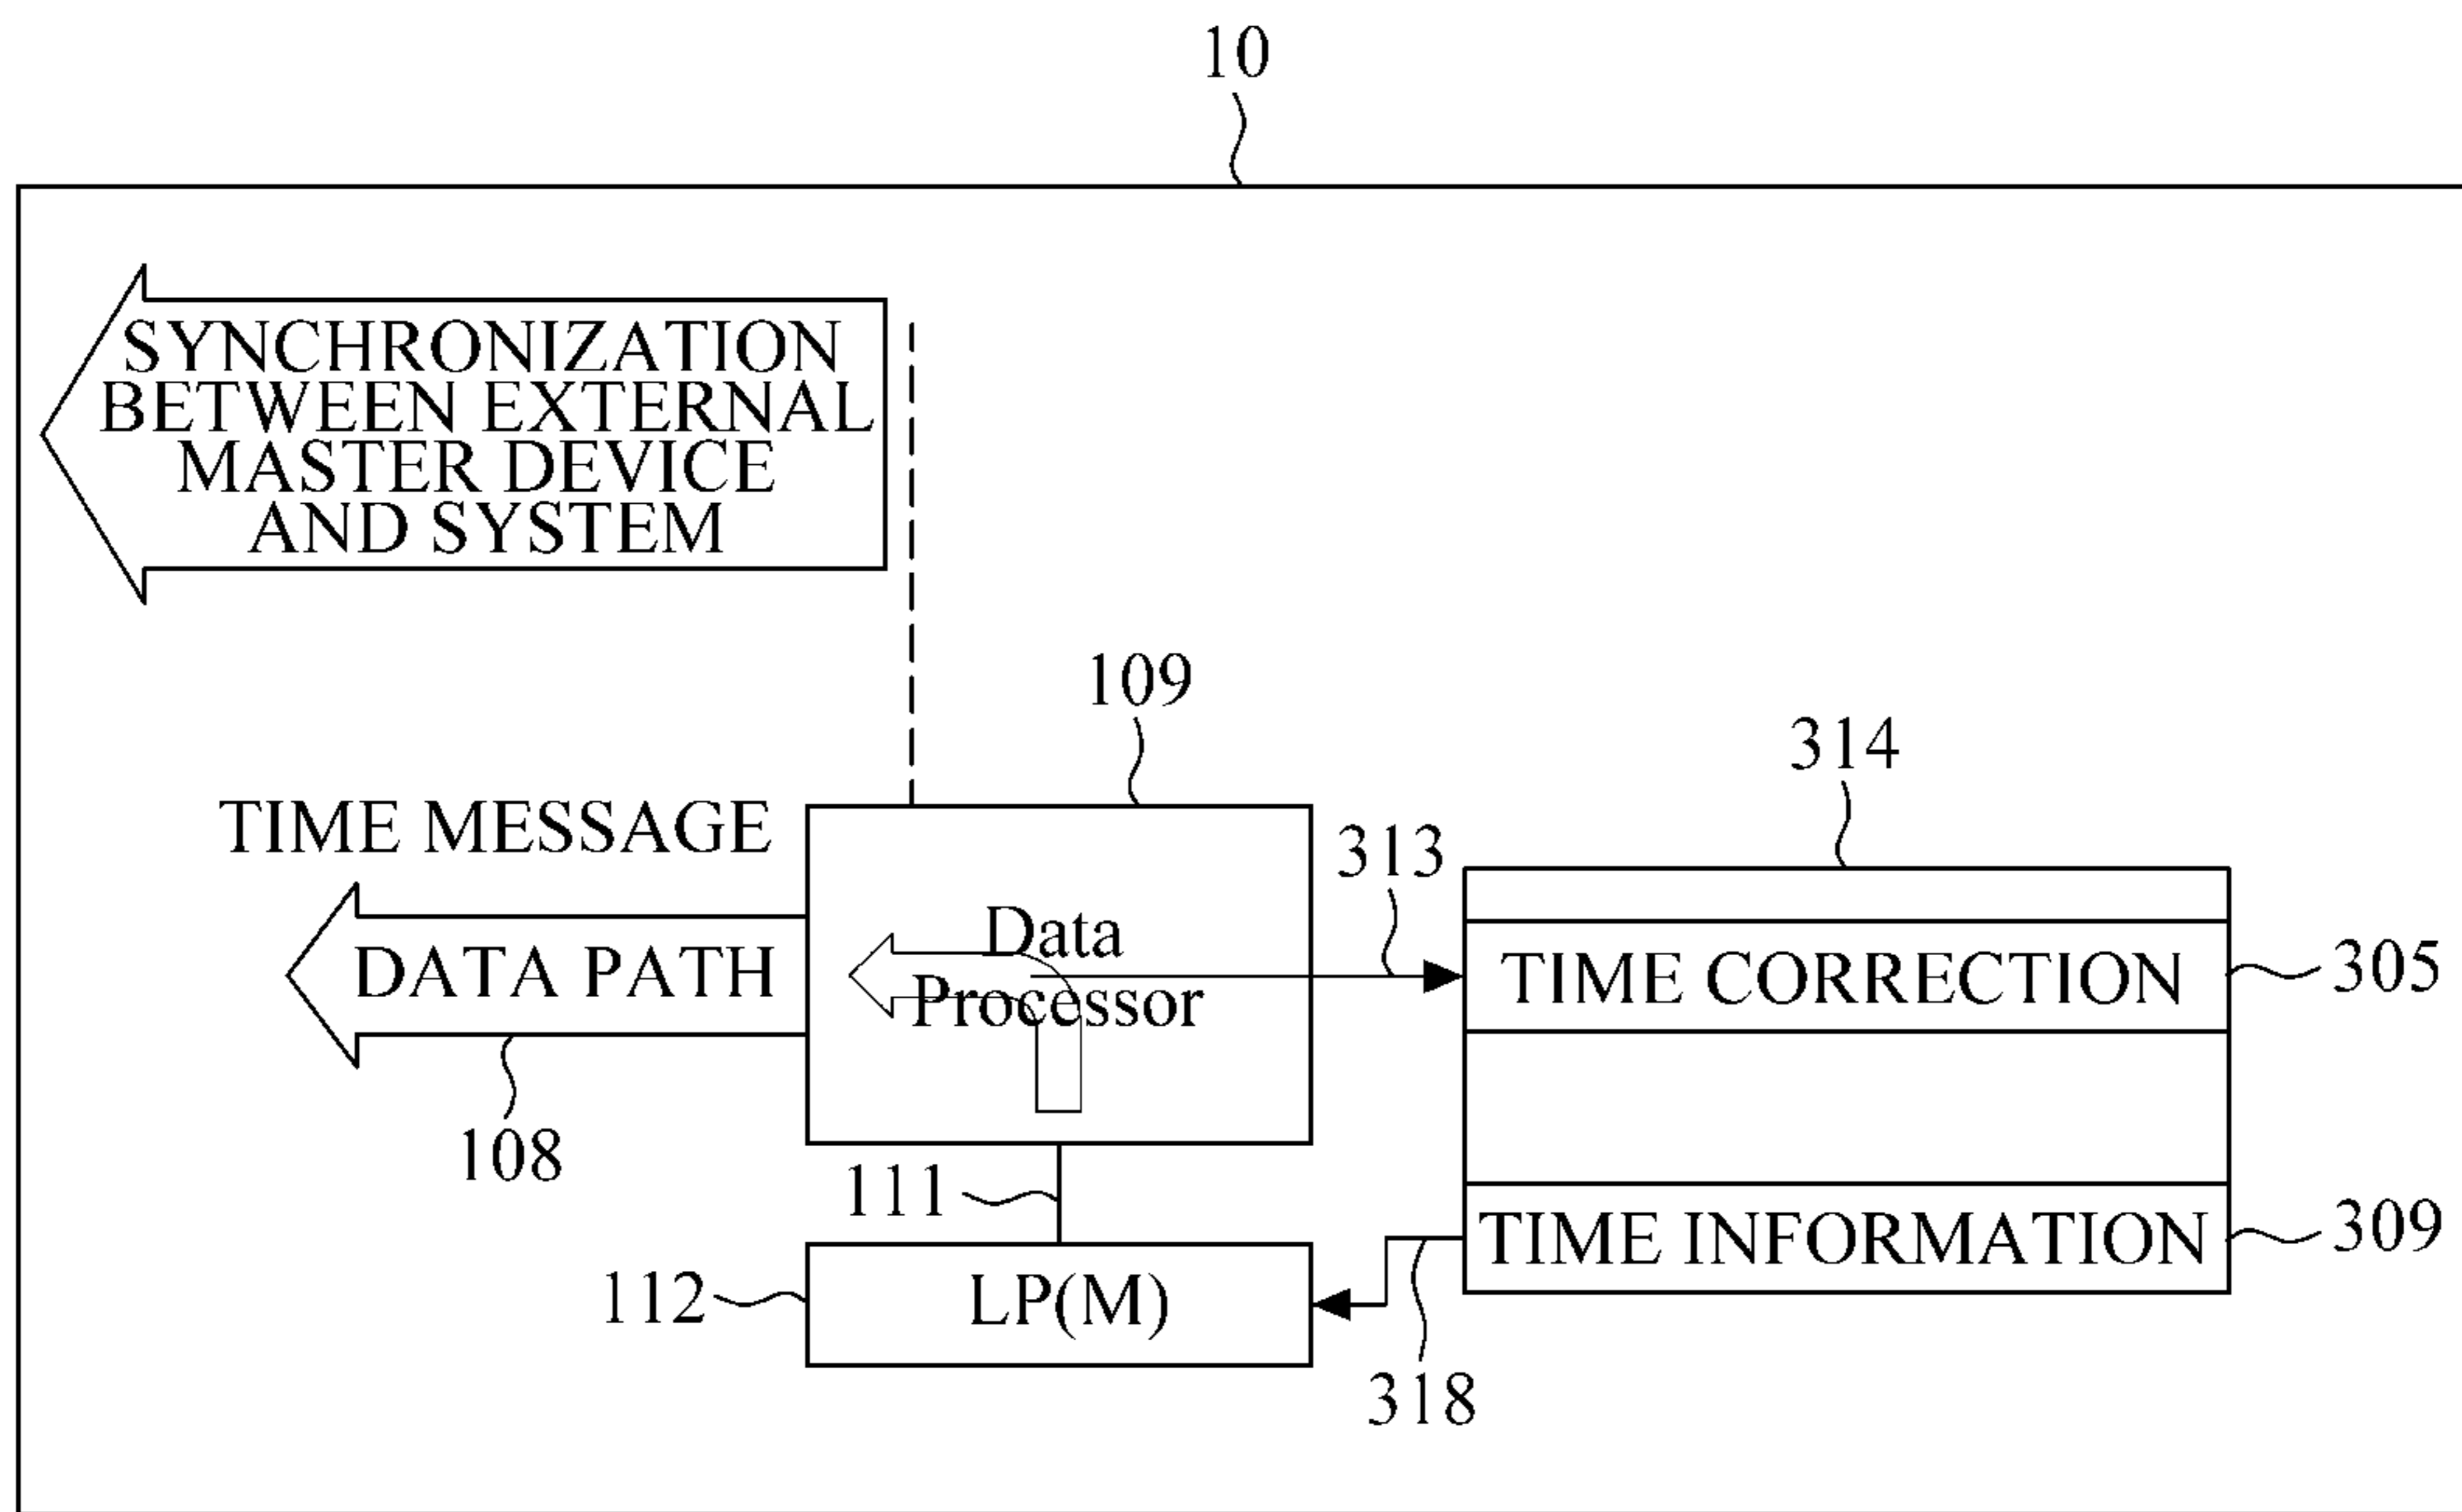 10
SYNCHRONIZATION
BETWEEN EXTERNAL
MASTER DEVICE
AND SYSTEM
109
314
TIME MESSAGE
313
Data
Processor
DATA PATH
TIME CORRECTION
305
108
111
TIME INFORMATION
309
112
LP(M)
318